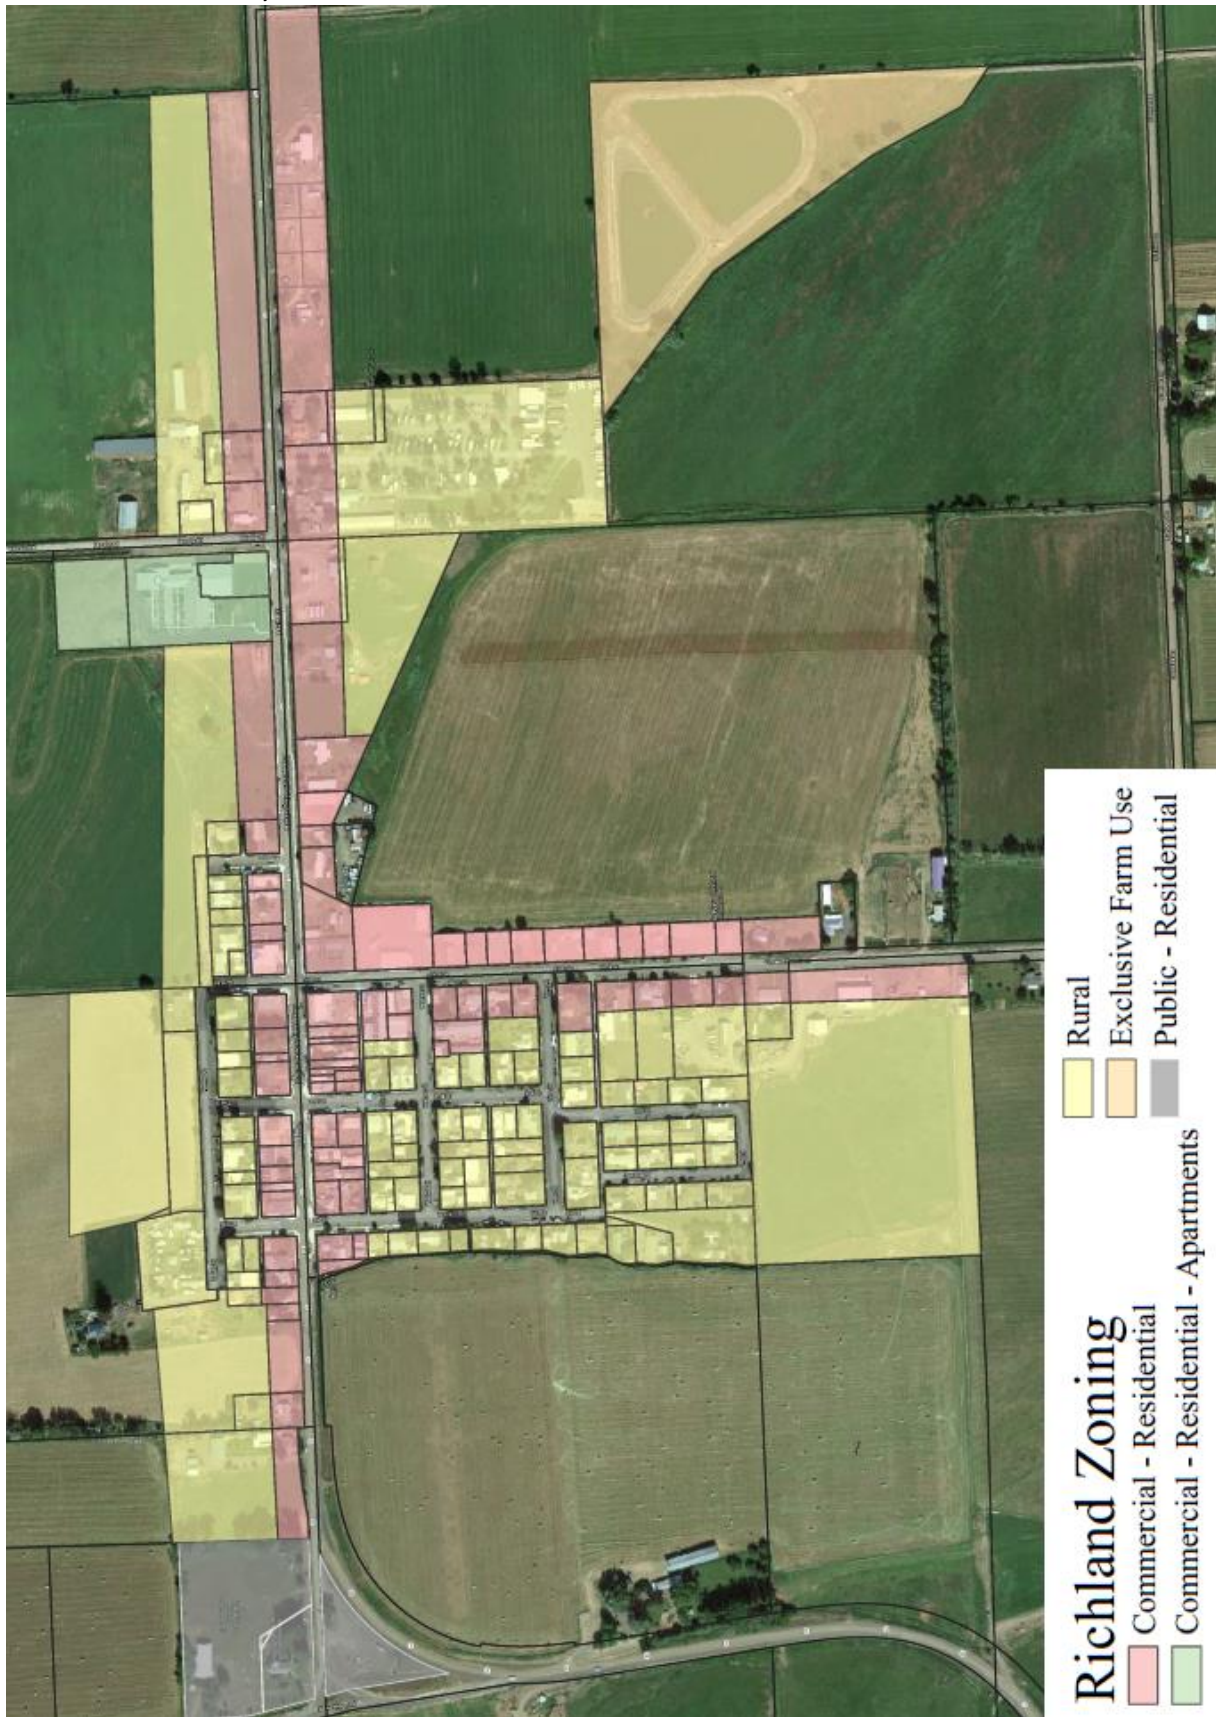 Richland Zoning
Commercial - Residential
Commercial - Residential - Apartments
Rural
Exclusive Farm Use
Public - Residential